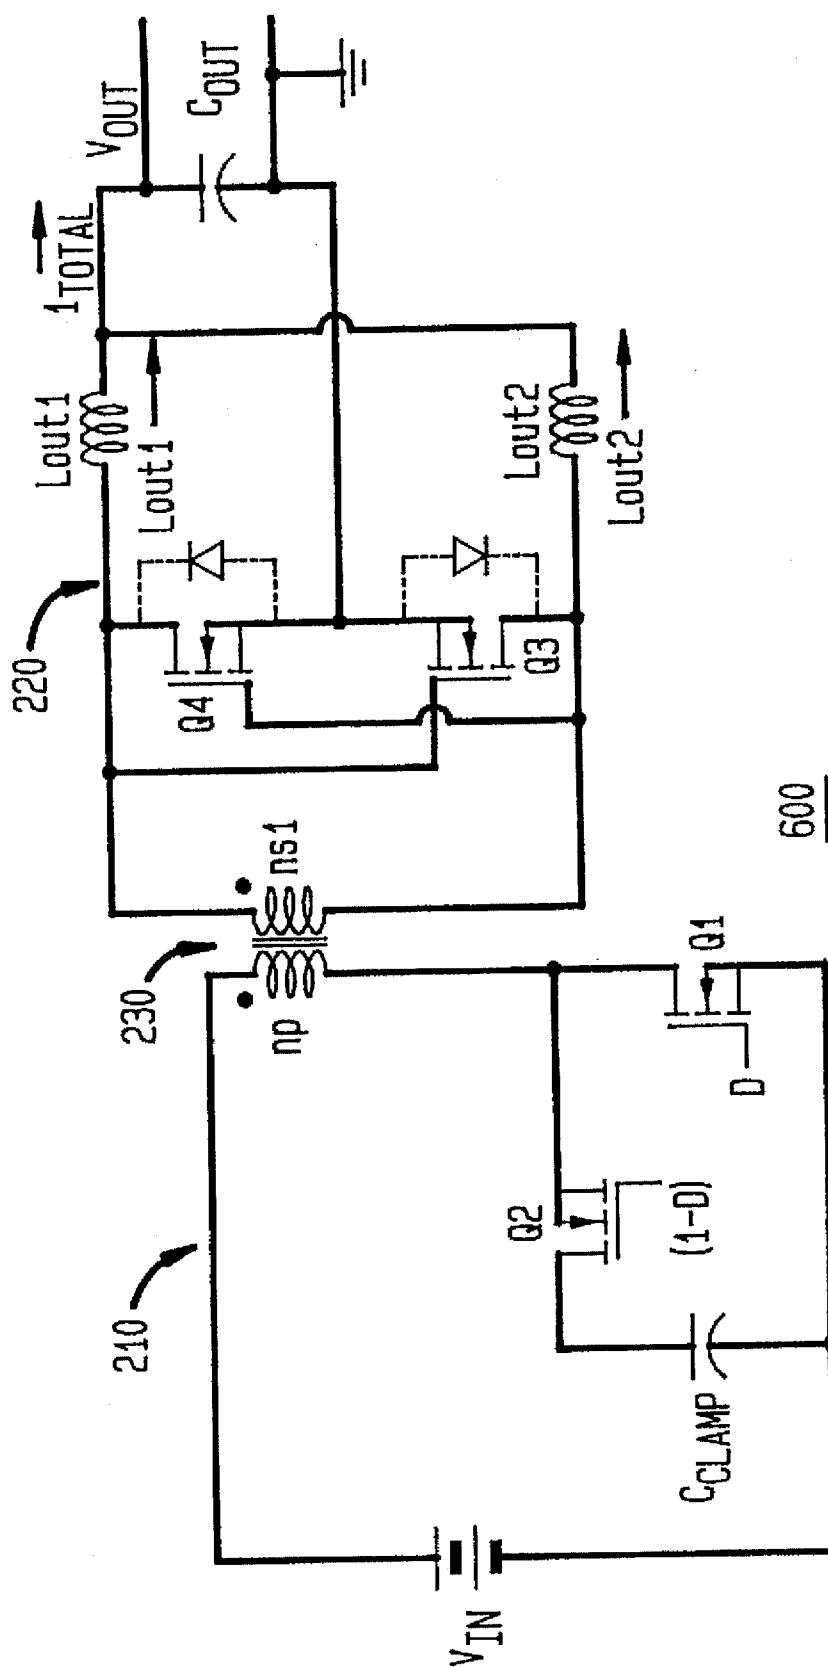 V_OUT
C_OUT
1_TOTAL
Lout1
Lout1
Lout2
Lout2
220
Q4
Q3
230
ns1
np
Q1
D
210
Q2
(1-D)
C_CLAMP
V_IN
600